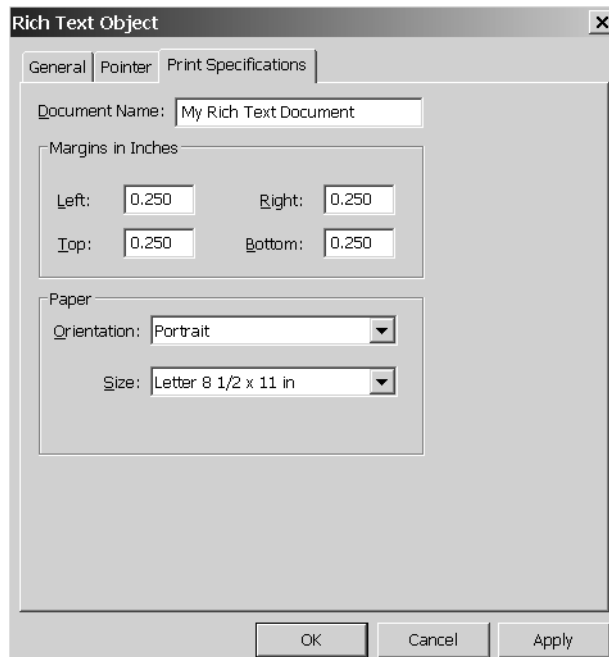 Rich Text Object
General Pointer Print Specifications
Document Name: My Rich Text Document
Margins in Inches
Left: 0.250 Right: 0.250
Top: 0.250 Bottom: 0.250
Paper
Orientation: Portrait
Size: Letter 8 1/2 x 11 in
OK Cancel Apply